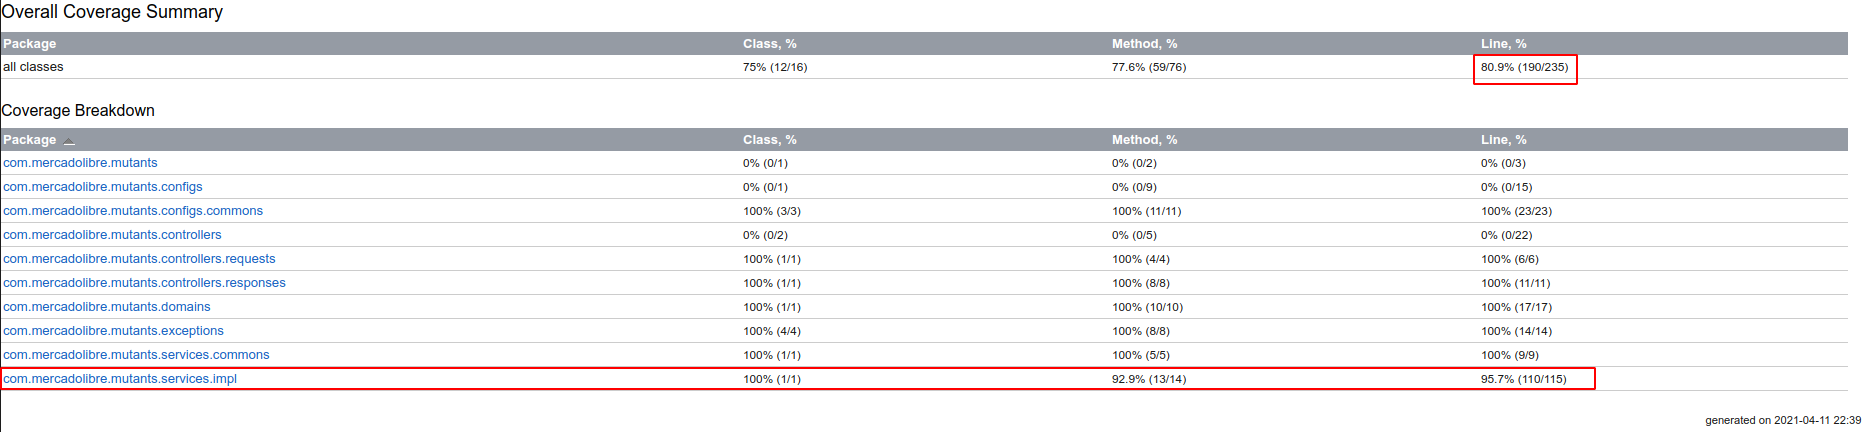 Overall Coverage Summary
Package Class, % Method, % Line, %
all classes 75% (12/16) 77.6% (59/76) 80.9% (190/235)
Coverage Breakdown
Package Class, % Method, % Line, %
com.mercadolibre.mutants 0% (0/1) 0% (0/2) 0% (0/3)
com.mercadolibre.mutants.configs 0% (0/1) 0% (0/9) 0% (0/15)
com.mercadolibre.mutants.configs.commons 100% (3/3) 100% (11/11) 100% (23/23)
com.mercadolibre.mutants.controllers 0% (0/2) 0% (0/5) 0% (0/22)
com.mercadolibre.mutants.controllers.requests 100% (1/1) 100% (4/4) 100% (6/6)
com.mercadolibre.mutants.controllers.responses 100% (1/1) 100% (8/8) 100% (11/11)
com.mercadolibre.mutants.domains 100% (1/1) 100% (10/10) 100% (17/17)
com.mercadolibre.mutants.exceptions 100% (4/4) 100% (8/8) 100% (14/14)
com.mercadolibre.mutants.services.commons 100% (1/1) 100% (5/5) 100% (9/9)
com.mercadolibre.mutants.services.impl 100% (1/1) 92.9% (13/14) 95.7% (110/115)
generated on 2021-04-11 22:39